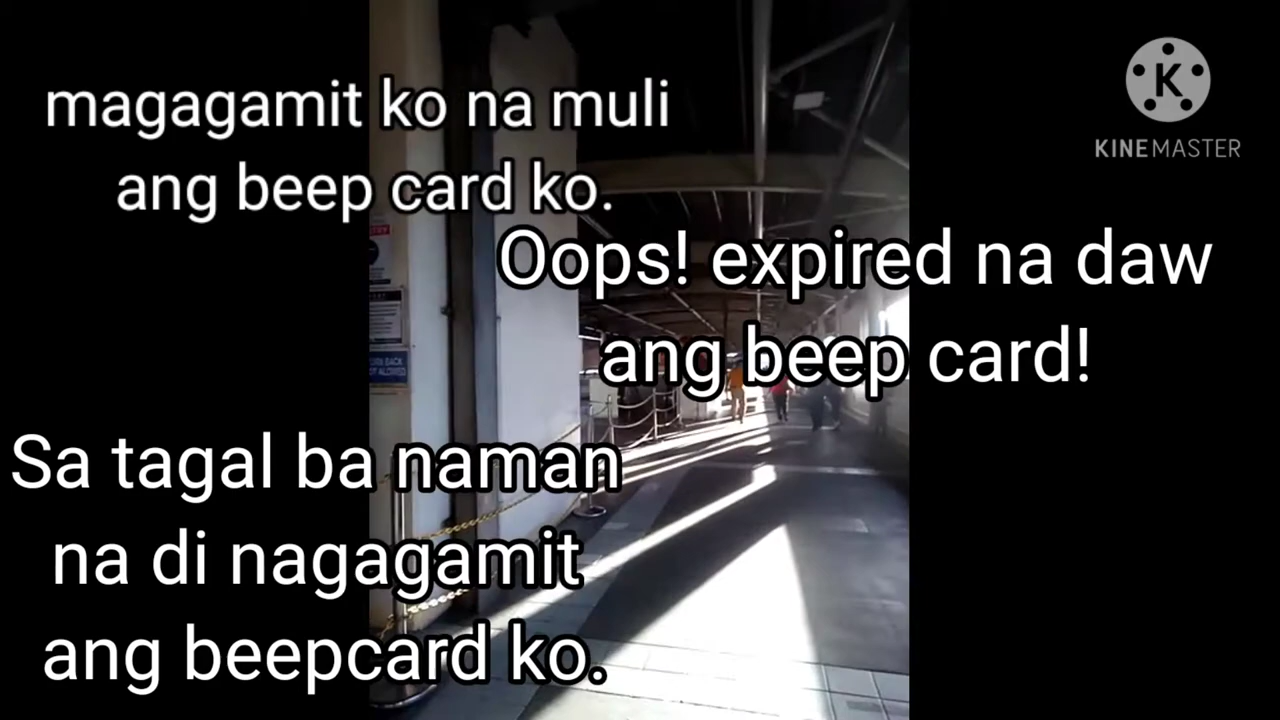 magagamit ko na muli
ang beep card ko.
Oops! expired na daw
ang beep card!
Sa tagal ba naman
na di nagagamit
ang beepcard ko.
K
KINEMASTER